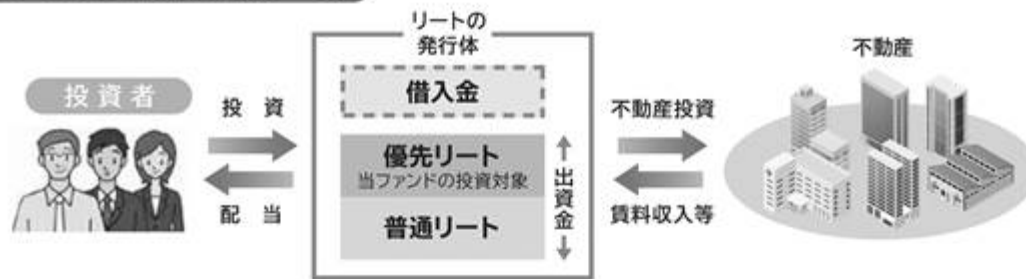 リートの
発行体
不動産
投資者
借入金
投 資
不動産投資
優先リート
当ファンドの投資対象
出資金
配 当
賃料収入等
普通リート